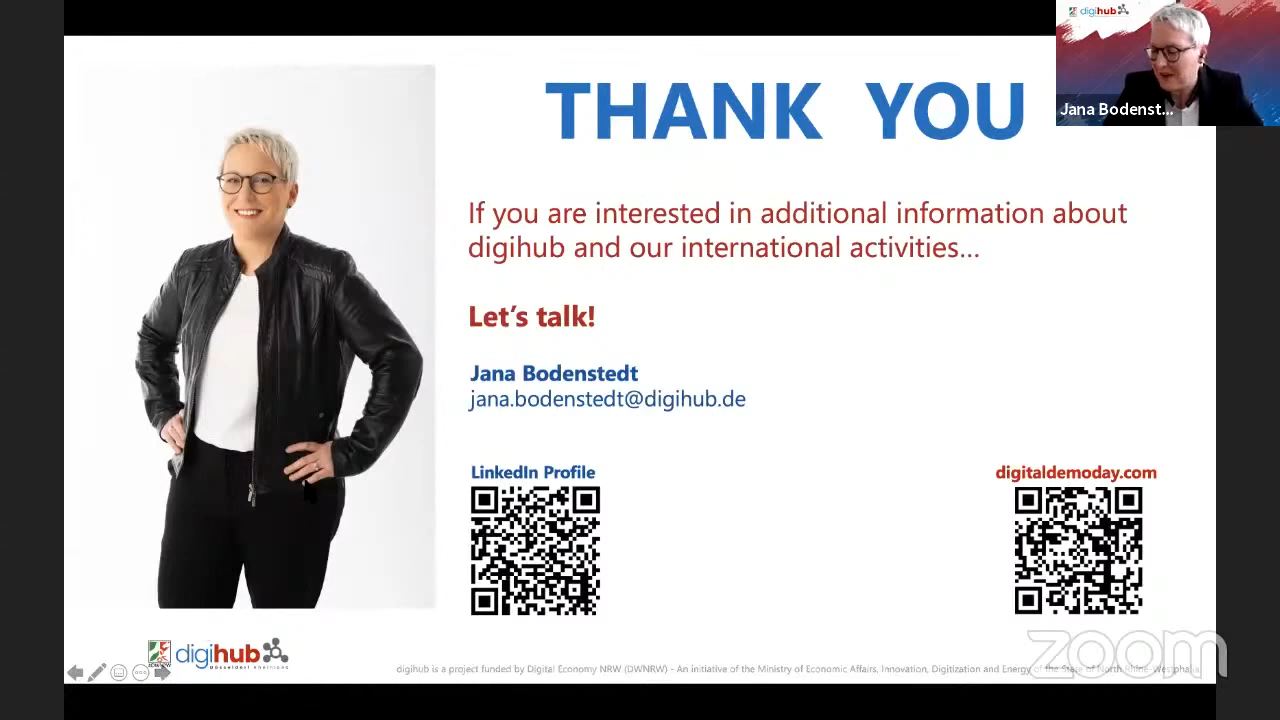 digihub
Jana Bodenst...
THANK YOU
If you are interested in additional information about
digihub and our international activities...
Let's talk!
Jana Bodenstedt
jana.bodenstedt@digihub.de
LinkedIn Profile
digitaldemoday.com
digihub
Düsseldorf Rheinland
digihub is a project funded by Digital Economy NRW (DWNRW) - An initiative of the Ministry of Economic Affairs, Innovation, Digitization and Energy of the State of North Rhine-Westphalia
zoom